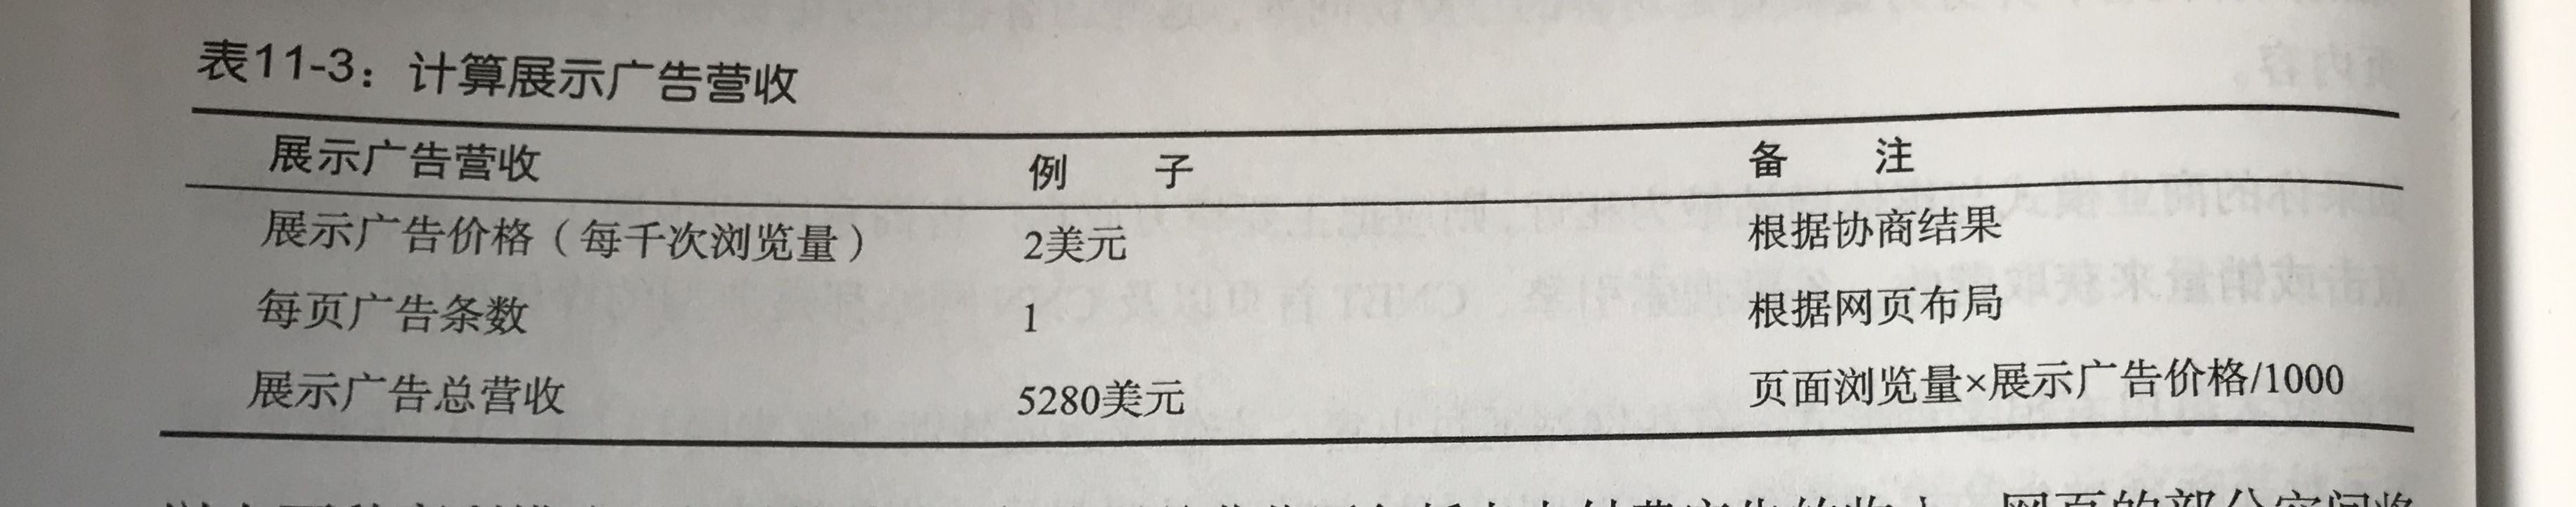 表11-3：计算展示广告营收
展示广告营收 例 子 备 注
展示广告价格（每千次浏览量） 2美元 根据协商结果
每页广告条数 1 根据网页布局
展示广告总营收 5280美元 页面浏览量×展示广告价格/1000